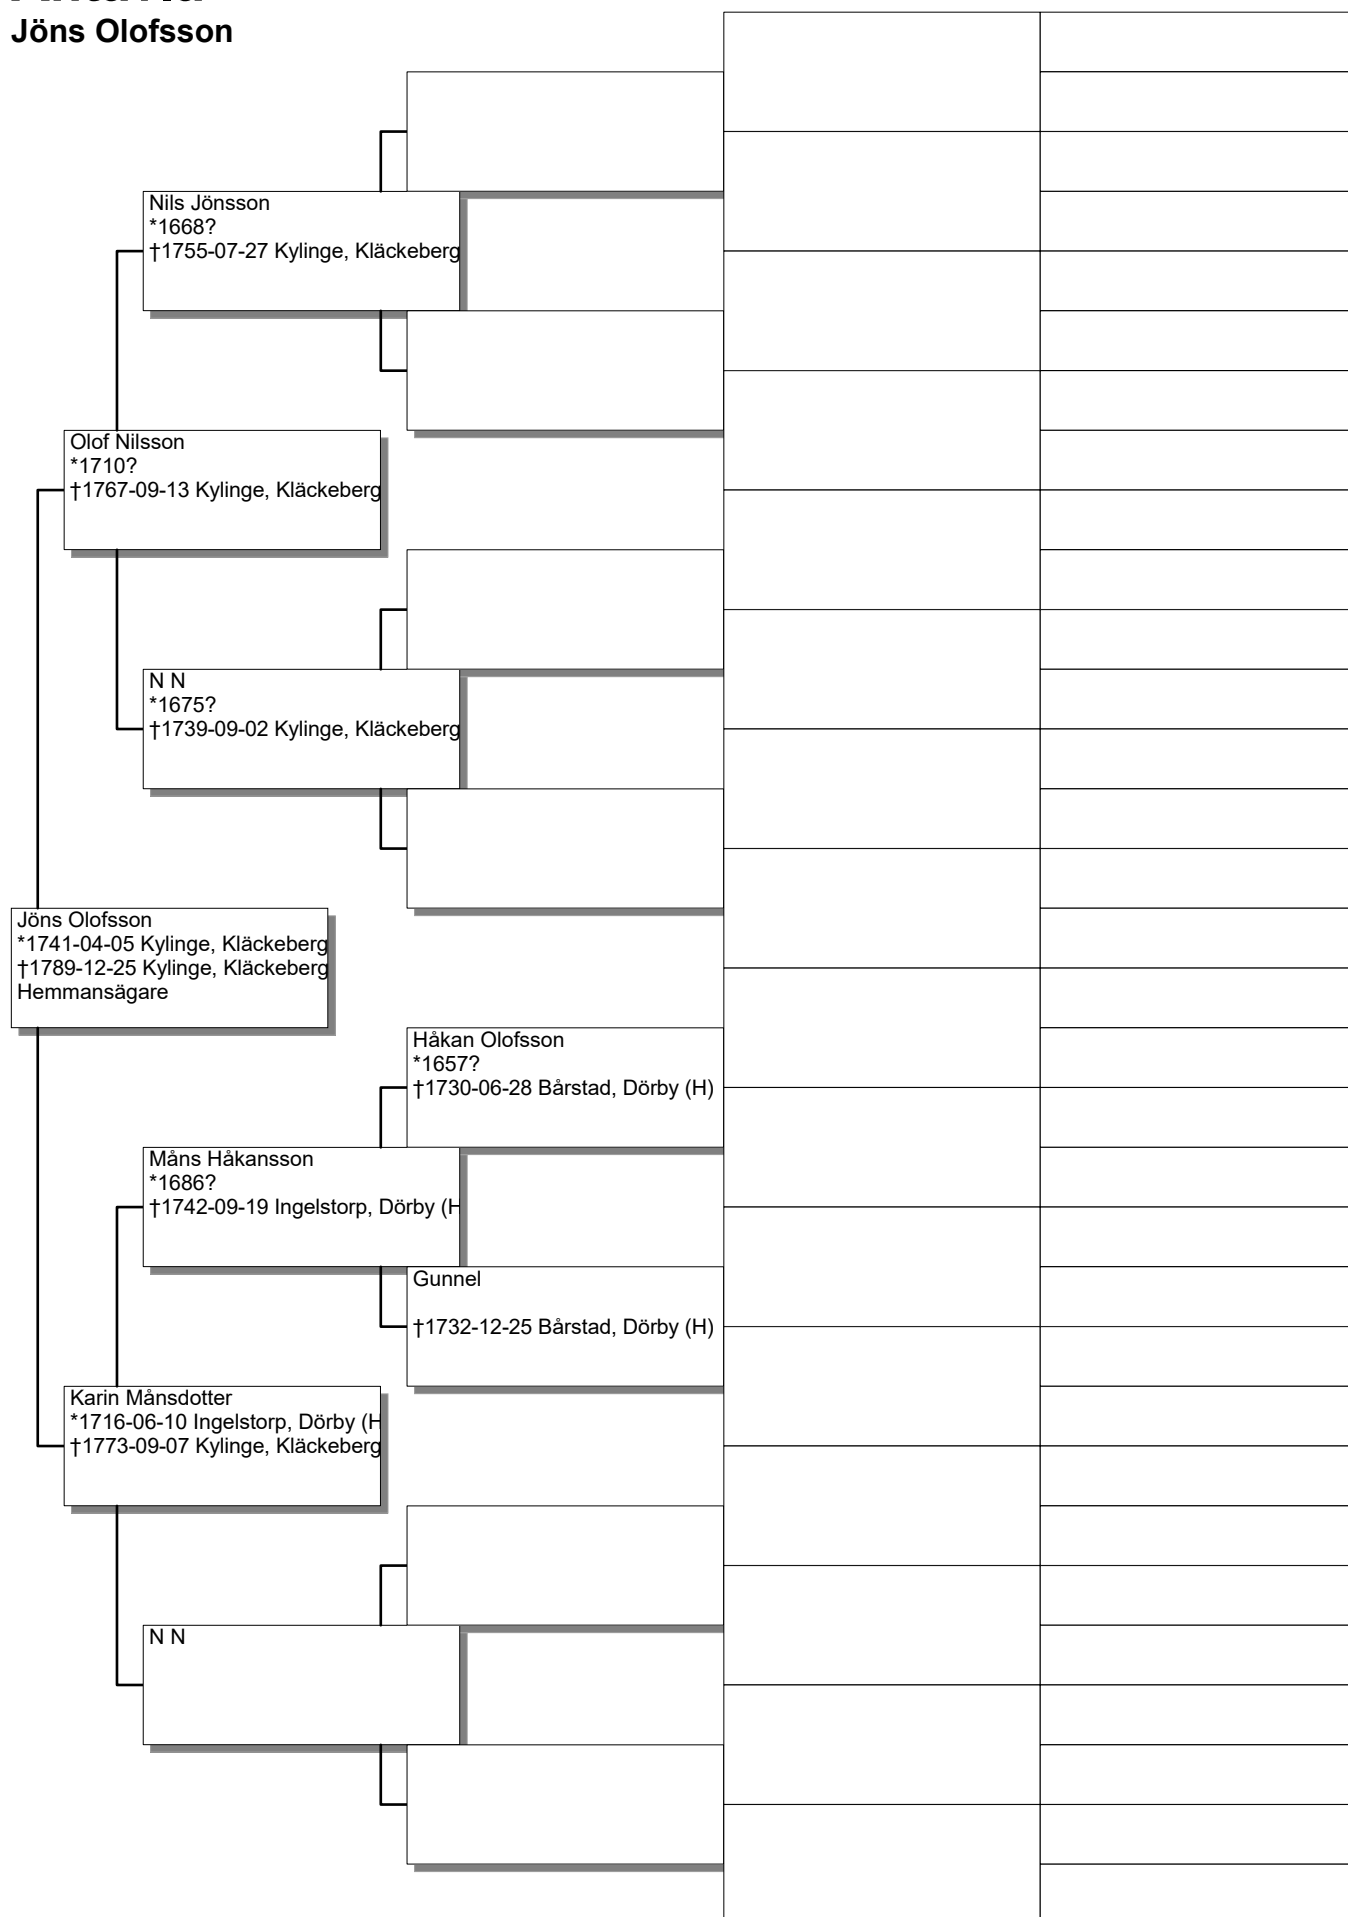 Jöns Olofsson
Nils Jönsson
*1668?
†1755-07-27 Kylinge, Kläckeberg
Olof Nilsson
*1710?
†1767-09-13 Kylinge, Kläckeberg
N N
*1675?
†1739-09-02 Kylinge, Kläckeberg
Jöns Olofsson
*1741-04-05 Kylinge, Kläckeberg
†1789-12-25 Kylinge, Kläckeberg
Hemmansägare
Håkan Olofsson
*1657?
†1730-06-28 Bårstad, Dörby (H)
Måns Håkansson
*1686?
†1742-09-19 Ingelstorp, Dörby (H
Gunnel
†1732-12-25 Bårstad, Dörby (H)
Karin Månsdotter
*1716-06-10 Ingelstorp, Dörby (H
†1773-09-07 Kylinge, Kläckeberg
N N